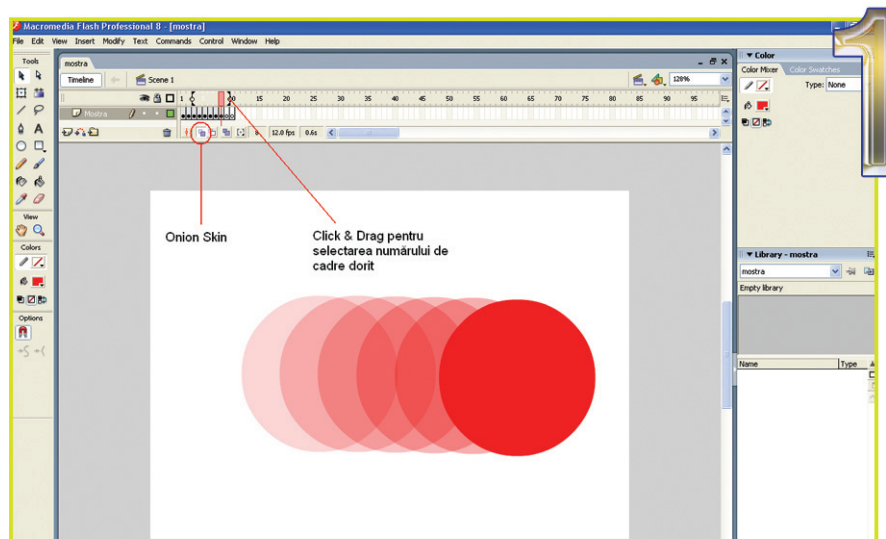 Macromedia Flash Professional 8 - [mostra]
1
File Edit View Insert Modify Text Commands Control Window Help
Tools
mostra
Color
Color Mixer Color Swatches
Timeline
Scene 1
128%
Type: None
1 5 15 20 25 30 35 40 45 50 55 60 65 70 75 80 85 90 95
Mostra
12.0 fps 0.6s
View
Colors
Options
Onion Skin
Click & Drag pentru
selectarea numărului de
cadre dorit
Library - mostra
mostra
Empty library
Name Type